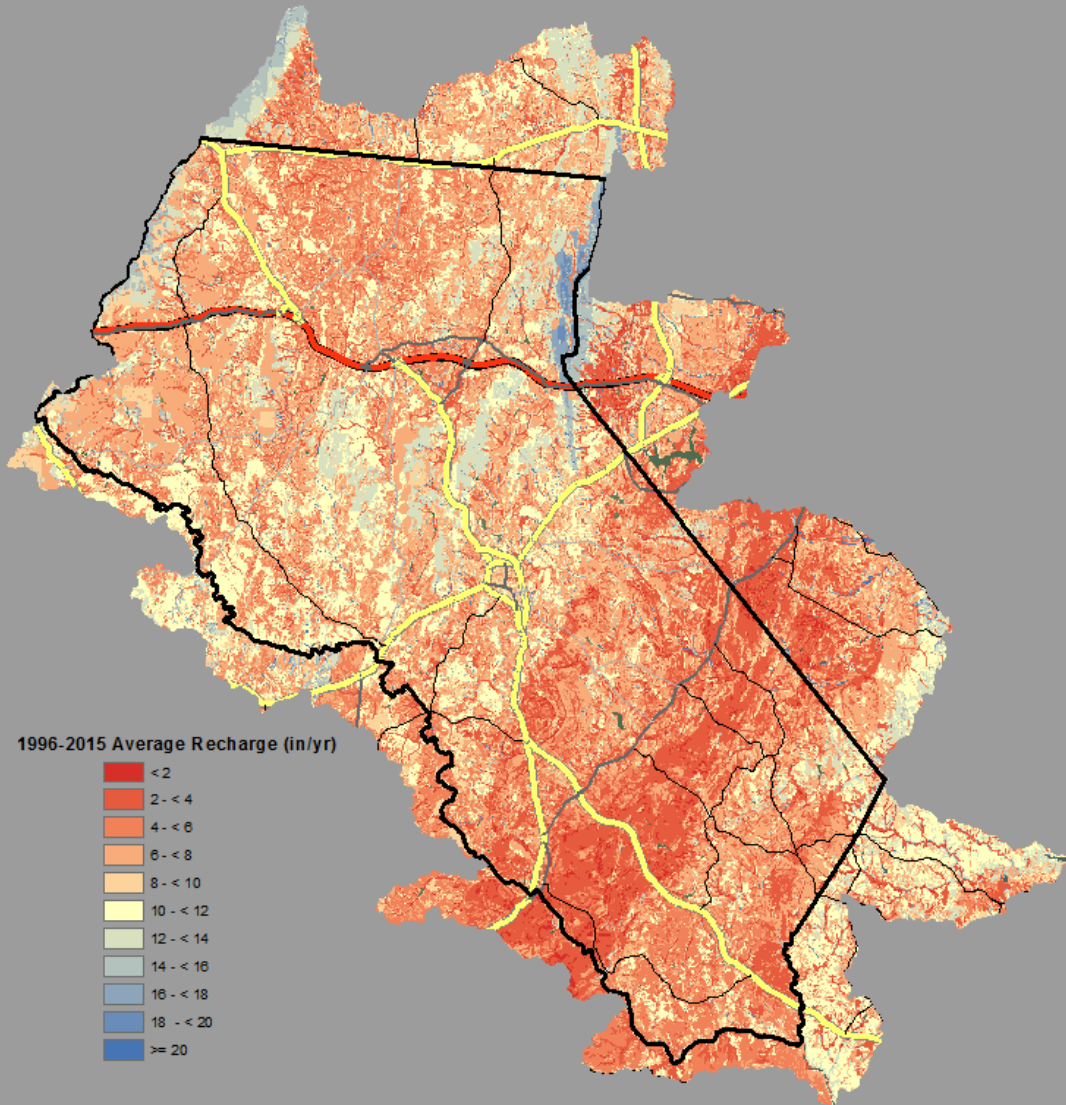 1996-2015 Average Recharge (in/yr)
< 2
2 - < 4
4 - < 6
6 - < 8
8 - < 10
10 - < 12
12 - < 14
14 - < 16
16 - < 18
18 - < 20
>= 20